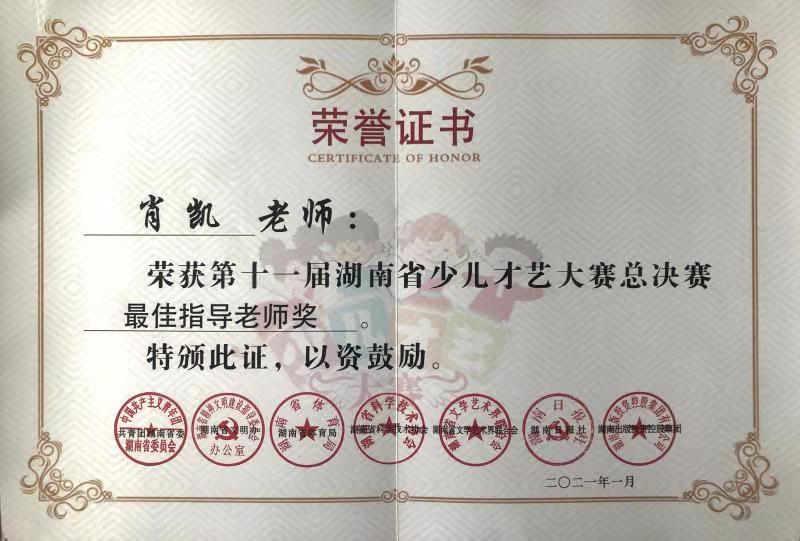 荣誉证书
CERTIFICATE OF HONOR
肖凯 老师：
荣获第十一届湖南省少儿才艺大赛总决赛
最佳指导老师奖。
特颁此证，以资鼓励。
共青团湖南省委 湖南省文明办 湖南省体育局 湖南省科学技术协会 湖南省文学艺术界联合会 湖南日报社 湖南出版投资控股集团
湖南省委员会 办公室
二〇二一年一月